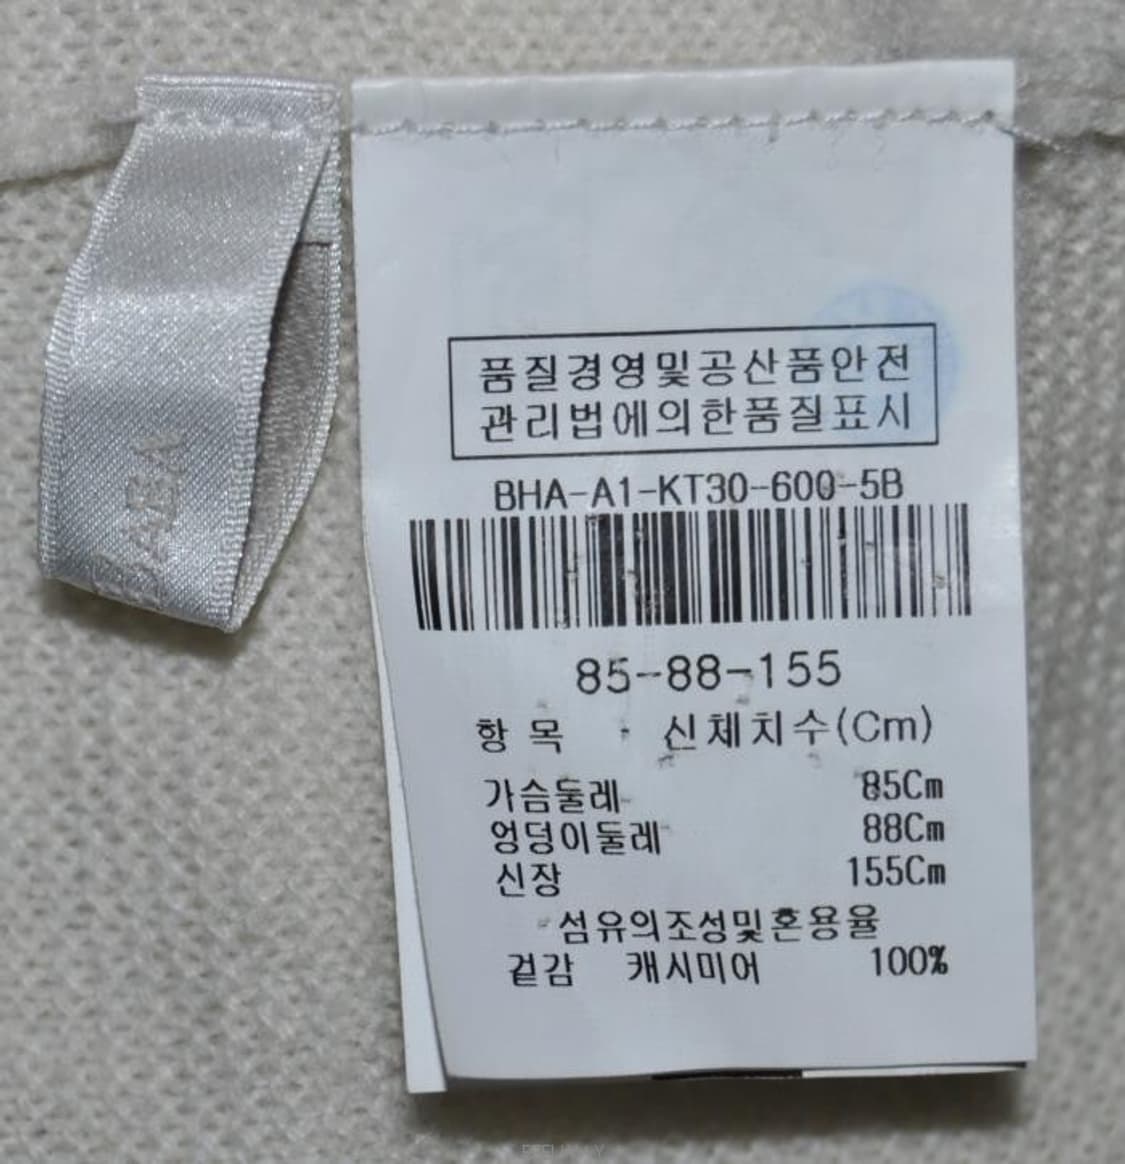 품질경영및공산품안전
관리법에의한품질표시
BHA-A1-KT30-600-5B
85-88-155
항 목 신체치수(Cm)
가슴둘레 85Cm
엉덩이둘레 88Cm
신장 155Cm
섬유의조성및혼용율
겉감 캐시미어 100%